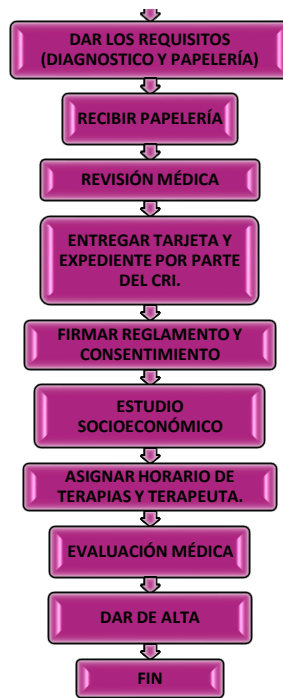 DAR LOS REQUISITOS
(DIAGNOSTICO Y PAPELERÍA)
RECIBIR PAPELERÍA
REVISIÓN MÉDICA
ENTREGAR TARJETA Y
EXPEDIENTE POR PARTE
DEL CRI.
FIRMAR REGLAMENTO Y
CONSENTIMIENTO
ESTUDIO
SOCIOECONÓMICO
ASIGNAR HORARIO DE
TERAPIAS Y TERAPEUTA.
EVALUACIÓN MÉDICA
DAR DE ALTA
FIN